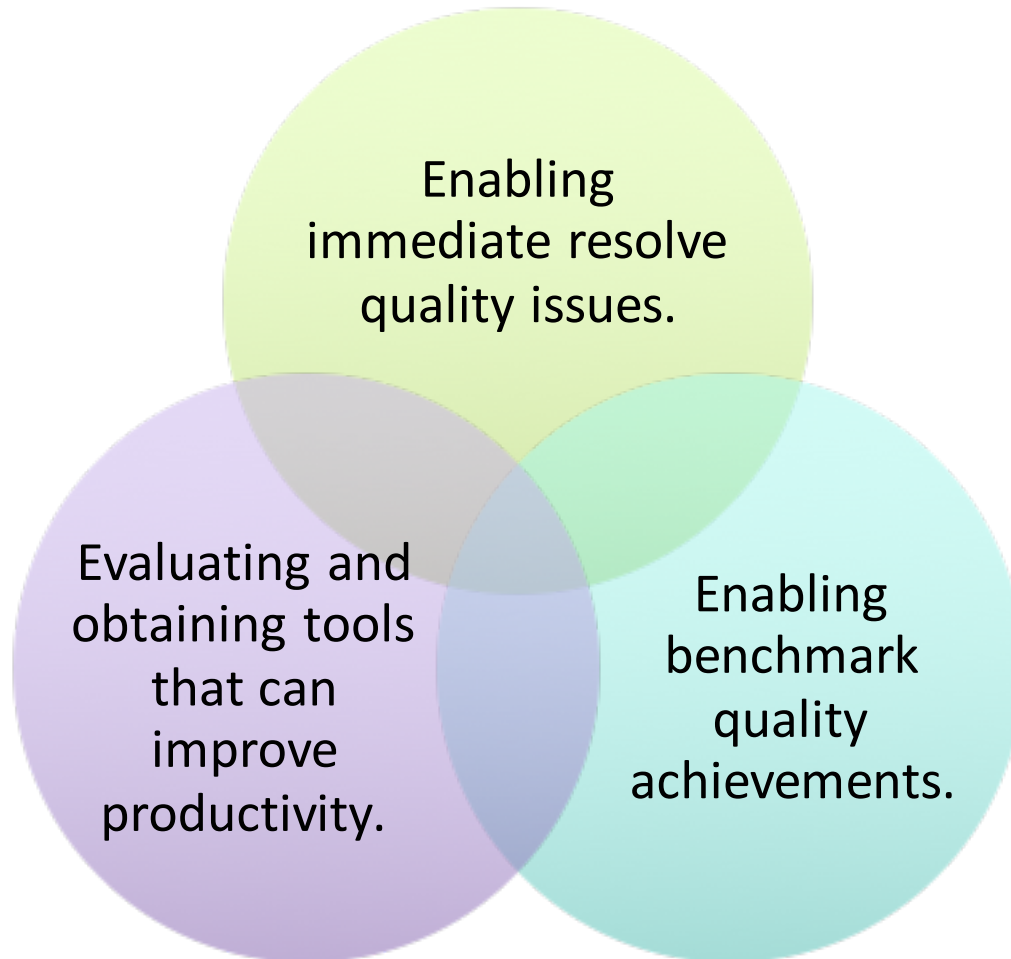 Enabling
immediate resolve
quality issues.
Evaluating and
obtaining tools
that can
improve
productivity.
Enabling
benchmark
quality
achievements.